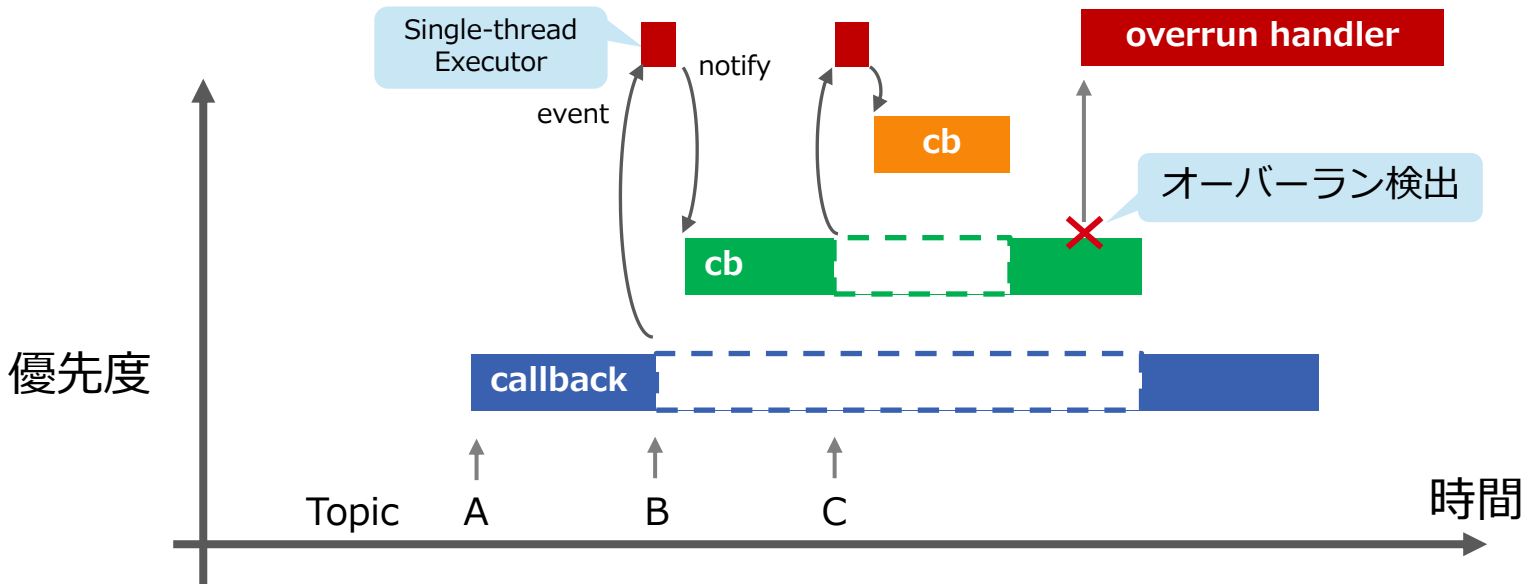 Single-thread
Executor
overrun handler
notify
event
cb
オーバーラン検出
cb
優先度
callback
Topic A B C
時間